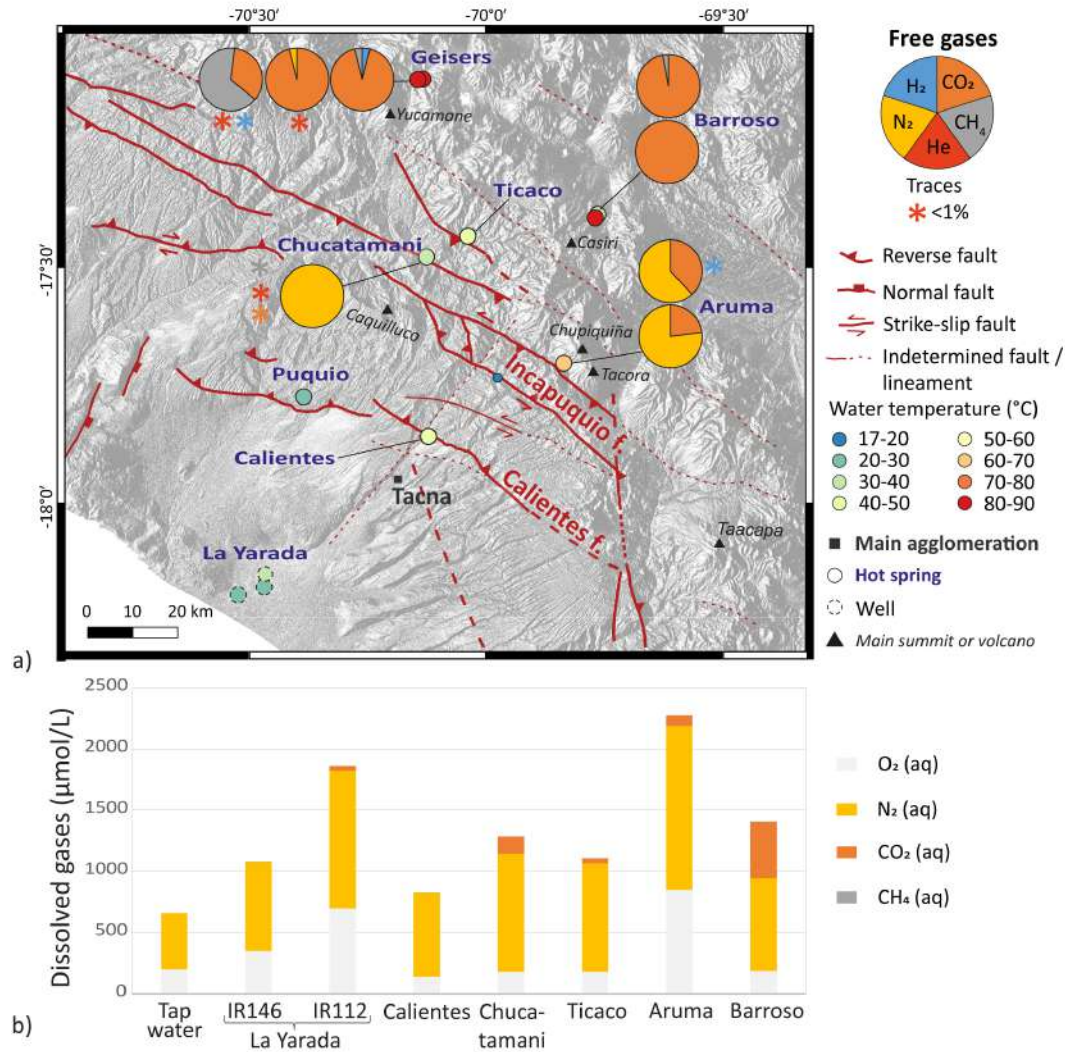 -70°30'
-70°0'
-69°30'
-17°30'
-18°0'
Geisers
Yucamane
Barroso
Ticaco
Casiri
Chucatamani
Aruma
Caquilluco
Chupiquiña
Tacora
Puquio
Incapuquio f.
Calientes
Tacna
Calientes f.
Taacapa
La Yarada
0 10 20 km
a)
Free gases
H₂
CO₂
N₂
CH₄
He
Traces
<1%
Reverse fault
Normal fault
Strike-slip fault
Indetermined fault /
lineament
Water temperature (°C)
17-20
50-60
20-30
60-70
30-40
70-80
40-50
80-90
Main agglomeration
Hot spring
Well
Main summit or volcano
Dissolved gases (µmol/L)
2500
2000
1500
1000
500
0
Tap
water
IR146
IR112
La Yarada
Calientes
Chuca-
tamani
Ticaco
Aruma
Barroso
O₂ (aq)
N₂ (aq)
CO₂ (aq)
CH₄ (aq)
b)